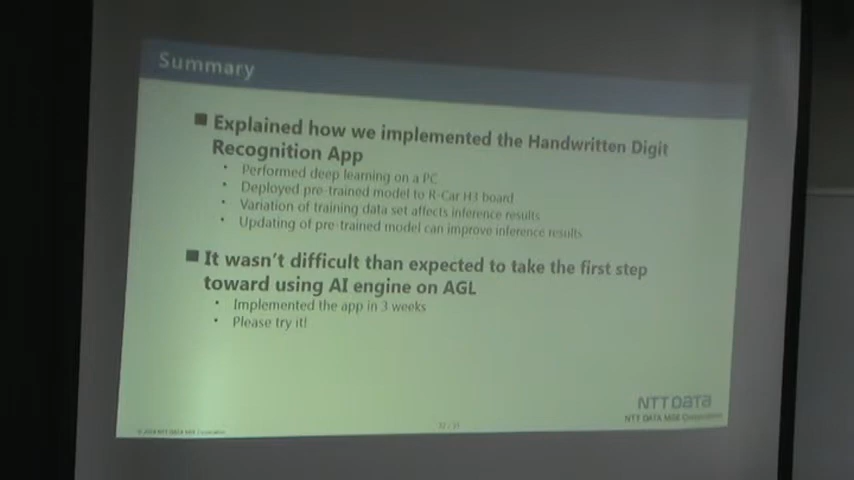 Summary
■ Explained how we implemented the Handwritten Digit
Recognition App
• Performed deep learning on a PC
• Deployed pre-trained model to R-Car H3 board
• Variation of training data set affects inference results
• Updating of pre-trained model can improve inference results
■ It wasn't difficult than expected to take the first step
toward using AI engine on AGL
• Implemented the app in 3 weeks
• Please try it!
NTT DATA
NTT DATA MSE Corporation